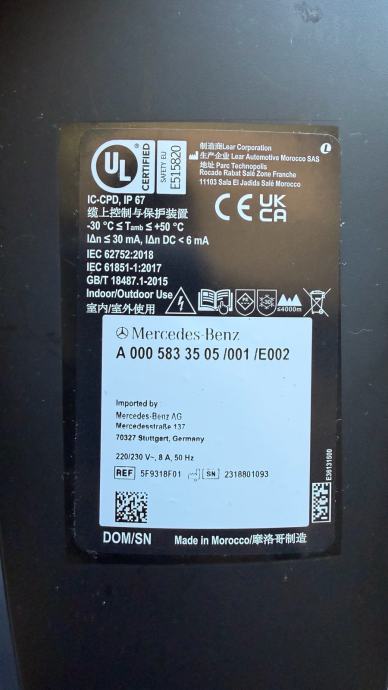 UL
CERTIFIED
SAFETY EU
E515820
制造商Lear Corporation
生产企业 Lear Automotive Morocco SAS
地址 Parc Technopolis
Rocade Rabat Salé Zone Franche
11103 Sala El Jadida Salé Morocco
IC-CPD, IP 67
缆上控制与保护装置
-30 °C ≤ Tamb ≤ +50 °C
IΔn ≤ 30 mA, IΔn DC < 6 mA
IEC 62752:2018
IEC 61851-1:2017
GB/T 18487.1-2015
Indoor/Outdoor Use
室内/室外使用
CE UK
CA
≤4000m
Mercedes-Benz
A 000 583 35 05 /001 /E002
Imported by
Mercedes-Benz AG
Mercedesstraße 137
70327 Stuttgart, Germany
220/230 V~, 8 A, 50 Hz
REF 5F9318F01 SN 2318801093
E36131500
DOM/SN Made in Morocco/摩洛哥制造